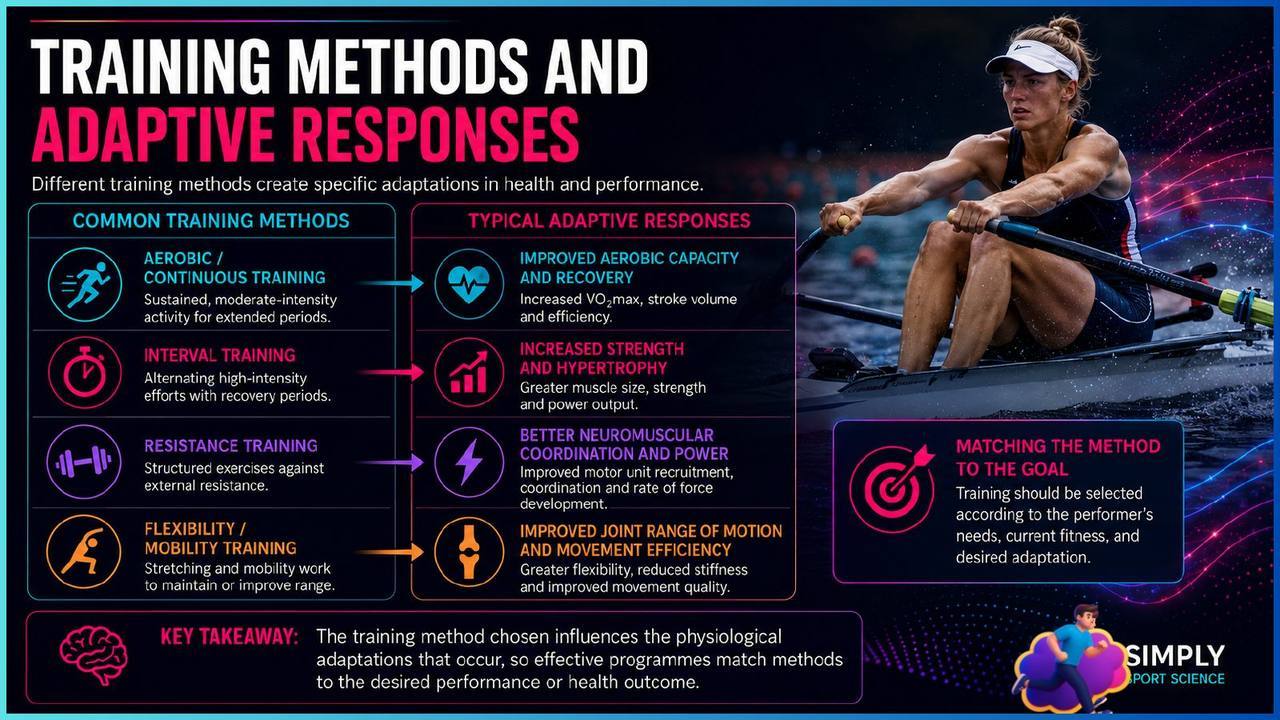 TRAINING METHODS AND
ADAPTIVE RESPONSES
Different training methods create specific adaptations in health and performance.
COMMON TRAINING METHODS
AEROBIC /
CONTINUOUS TRAINING
Sustained, moderate-intensity
activity for extended periods.
INTERVAL TRAINING
Alternating high-intensity
efforts with recovery periods.
RESISTANCE TRAINING
Structured exercises against
external resistance.
FLEXIBILITY /
MOBILITY TRAINING
Stretching and mobility work
to maintain or improve range.
TYPICAL ADAPTIVE RESPONSES
IMPROVED AEROBIC CAPACITY
AND RECOVERY
Increased VO₂max, stroke volume
and efficiency.
INCREASED STRENGTH
AND HYPERTROPHY
Greater muscle size, strength
and power output.
BETTER NEUROMUSCULAR
COORDINATION AND POWER
Improved motor unit recruitment,
coordination and rate of force
development.
IMPROVED JOINT RANGE OF MOTION
AND MOVEMENT EFFICIENCY
Greater flexibility, reduced stiffness
and improved movement quality.
MATCHING THE METHOD
TO THE GOAL
Training should be selected
according to the performer's
needs, current fitness, and
desired adaptation.
KEY TAKEAWAY:
The training method chosen influences the physiological
adaptations that occur, so effective programmes match methods
to the desired performance or health outcome.
SIMPLY
SPORT SCIENCE